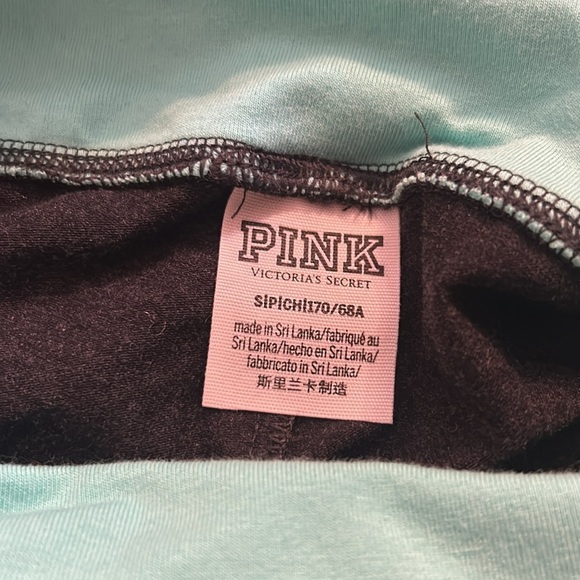 PINK
VICTORIA'S SECRET
S|P|CH|170/68A
made in Sri Lanka/fabriqué au
Sri Lanka/hecho en Sri Lanka/
fabbricato in Sri Lanka/
斯里兰卡制造